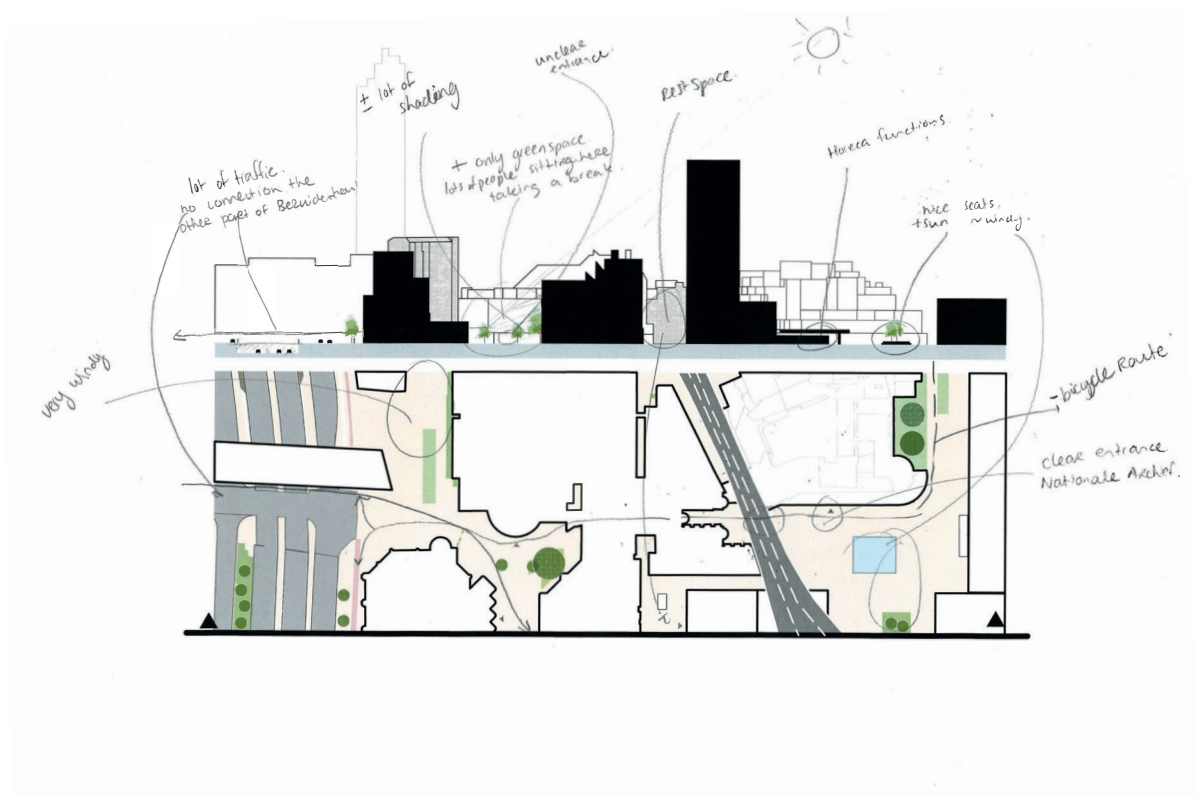 unclear
entrance.
± lot of
shading
Rest Space.
Horeca functions.
+ only greenspace.
lots of people sitting here
taking a break.
lot of traffic.
no connection the
other part of Bezuidenhout
nice seats.
+sun ~windy.
very windy
- bicycle Route
clear entrance
Nationale Archief.